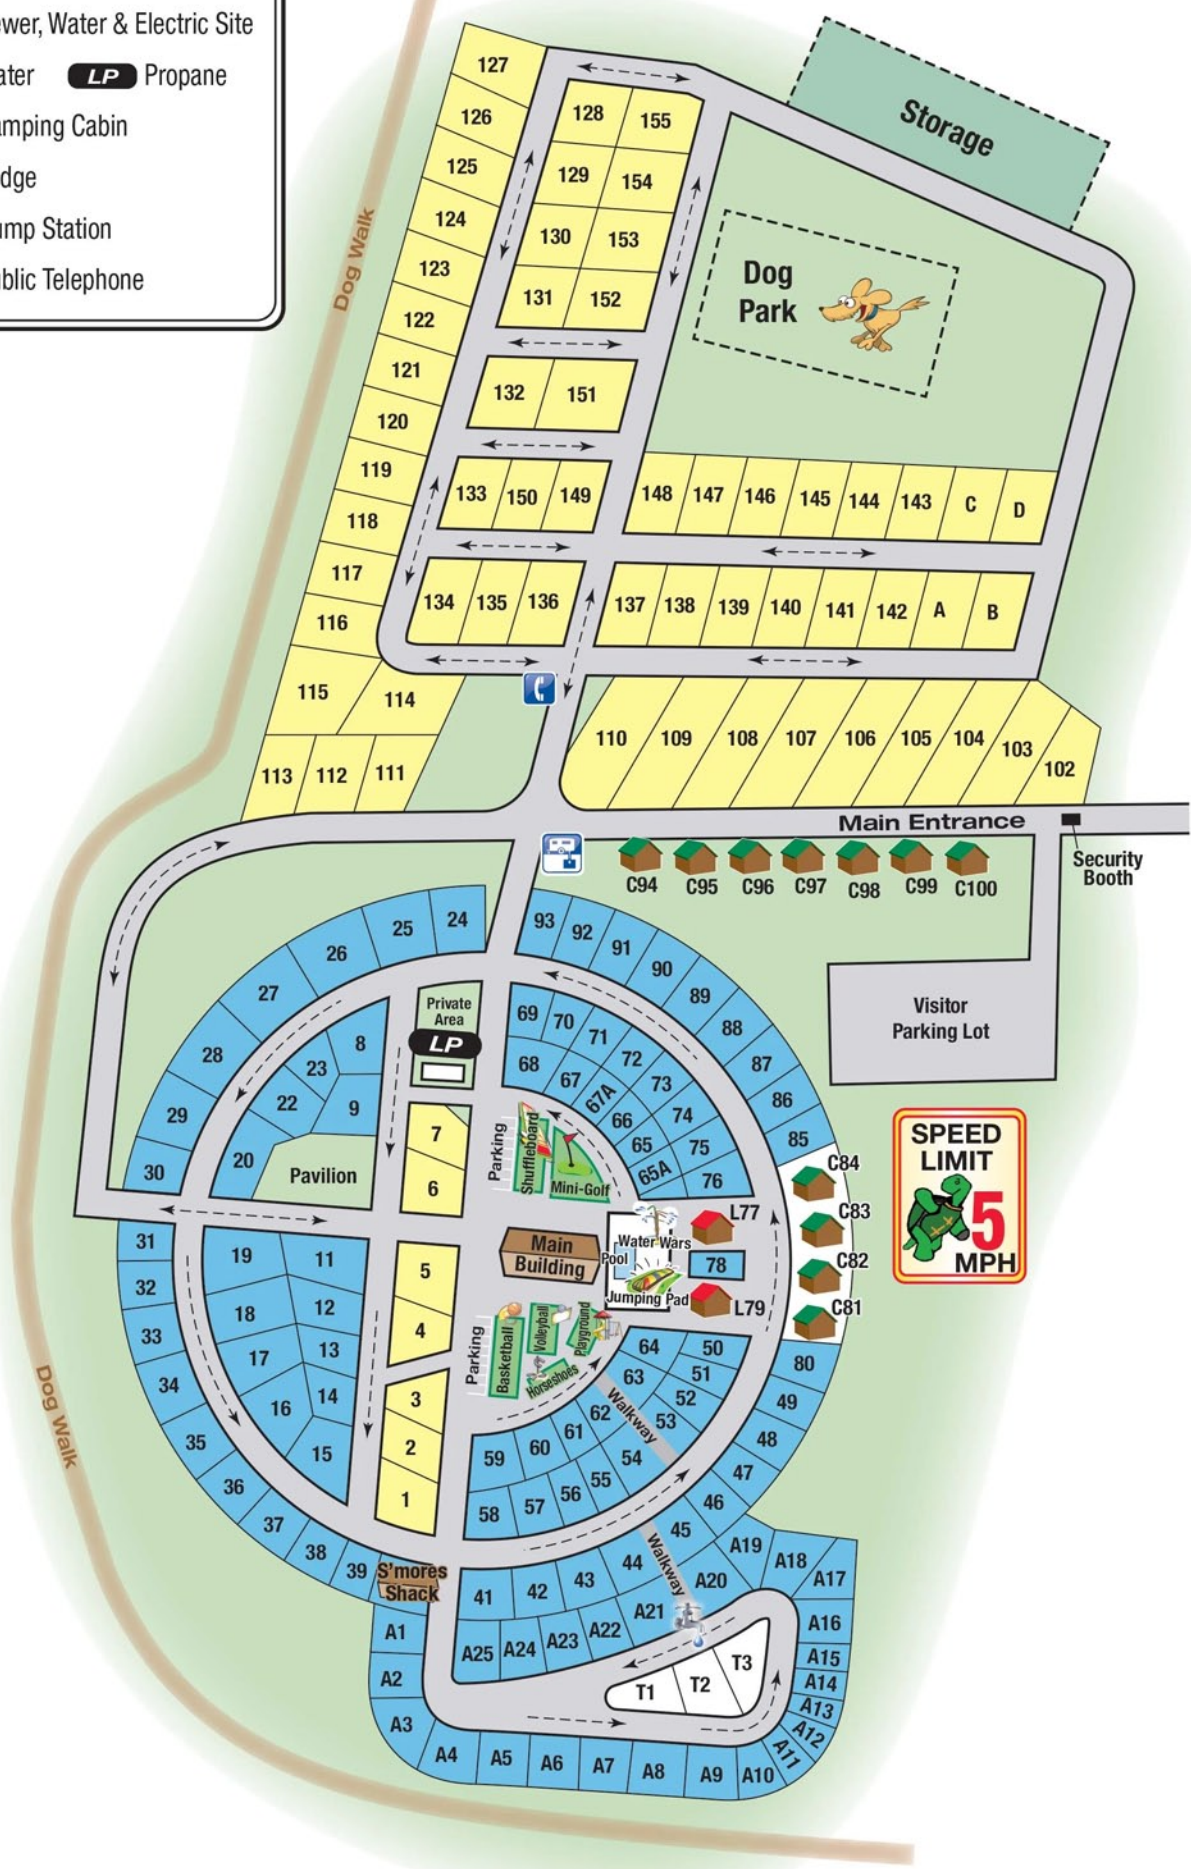 ewer, Water & Electric Site
ater LP Propane
amping Cabin
dge
ump Station
ublic Telephone
Dog Walk
Storage
Dog
Park
127
126
125
124
123
122
121
120
119
118
117
116
115
114
113
112
111
128
155
129
154
130
153
131
152
132
151
133
150
149
148
147
146
145
144
143
C
D
134
135
136
137
138
139
140
141
142
A
B
110
109
108
107
106
105
104
103
102
Main Entrance
Security
Booth
C94
C95
C96
C97
C98
C99
C100
Visitor
Parking Lot
24
25
26
27
28
29
30
93
92
91
90
89
88
87
86
85
Private
Area
LP
8
23
22
9
20
Pavilion
7
6
69
70
71
72
73
74
75
76
68
67
67A
66
65
65A
Parking
Shuffleboard
Mini-Golf
C84
C83
C82
C81
SPEED
LIMIT
5
MPH
Main
Building
Pool
Water Wars
Jumping Pad
L77
78
L79
31
32
33
34
35
36
37
38
39
19
11
18
12
17
13
16
14
15
5
4
3
2
1
Parking
Basketball
Volleyball
Playground
Horseshoes
64
50
63
51
62
52
61
53
60
54
59
55
58
57
56
Walkway
80
49
48
47
46
45
44
43
42
41
Walkway
Dog Walk
S'mores
Shack
A1
A2
A3
A4
A5
A6
A7
A8
A9
A10
A11
A12
A13
A14
A15
A16
A17
A18
A19
A20
A21
A22
A23
A24
A25
T1
T2
T3